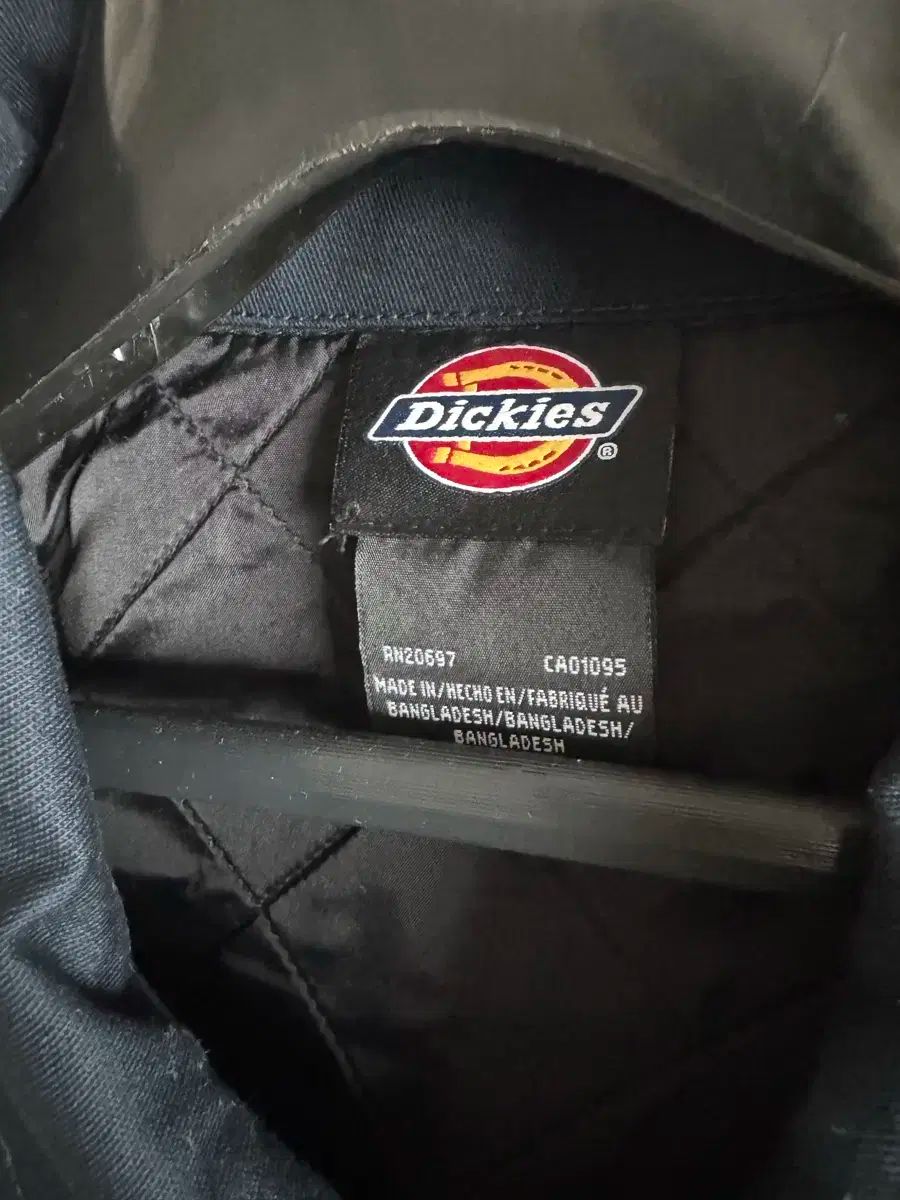 Dickies
®
RN20697 CA01095
MADE IN/HECHO EN/FABRIQUÉ AU
BANGLADESH/BANGLADESH/
BANGLADESH